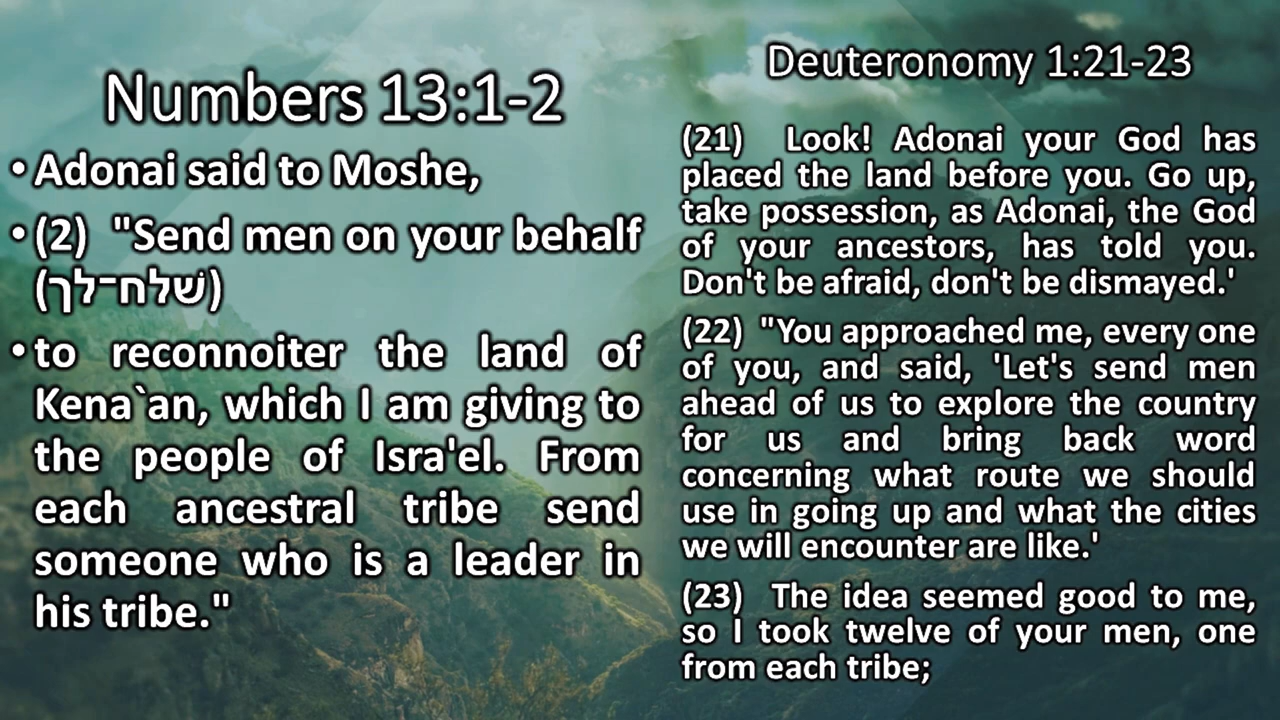 Numbers 13:1-2
• Adonai said to Moshe,
• (2) "Send men on your behalf
(שׁלח־לך)
• to reconnoiter the land of
Kena`an, which I am giving to
the people of Isra'el. From
each ancestral tribe send
someone who is a leader in
his tribe."
Deuteronomy 1:21-23
(21) Look! Adonai your God has
placed the land before you. Go up,
take possession, as Adonai, the God
of your ancestors, has told you.
Don't be afraid, don't be dismayed.'
(22) "You approached me, every one
of you, and said, 'Let's send men
ahead of us to explore the country
for us and bring back word
concerning what route we should
use in going up and what the cities
we will encounter are like.'
(23) The idea seemed good to me,
so I took twelve of your men, one
from each tribe;